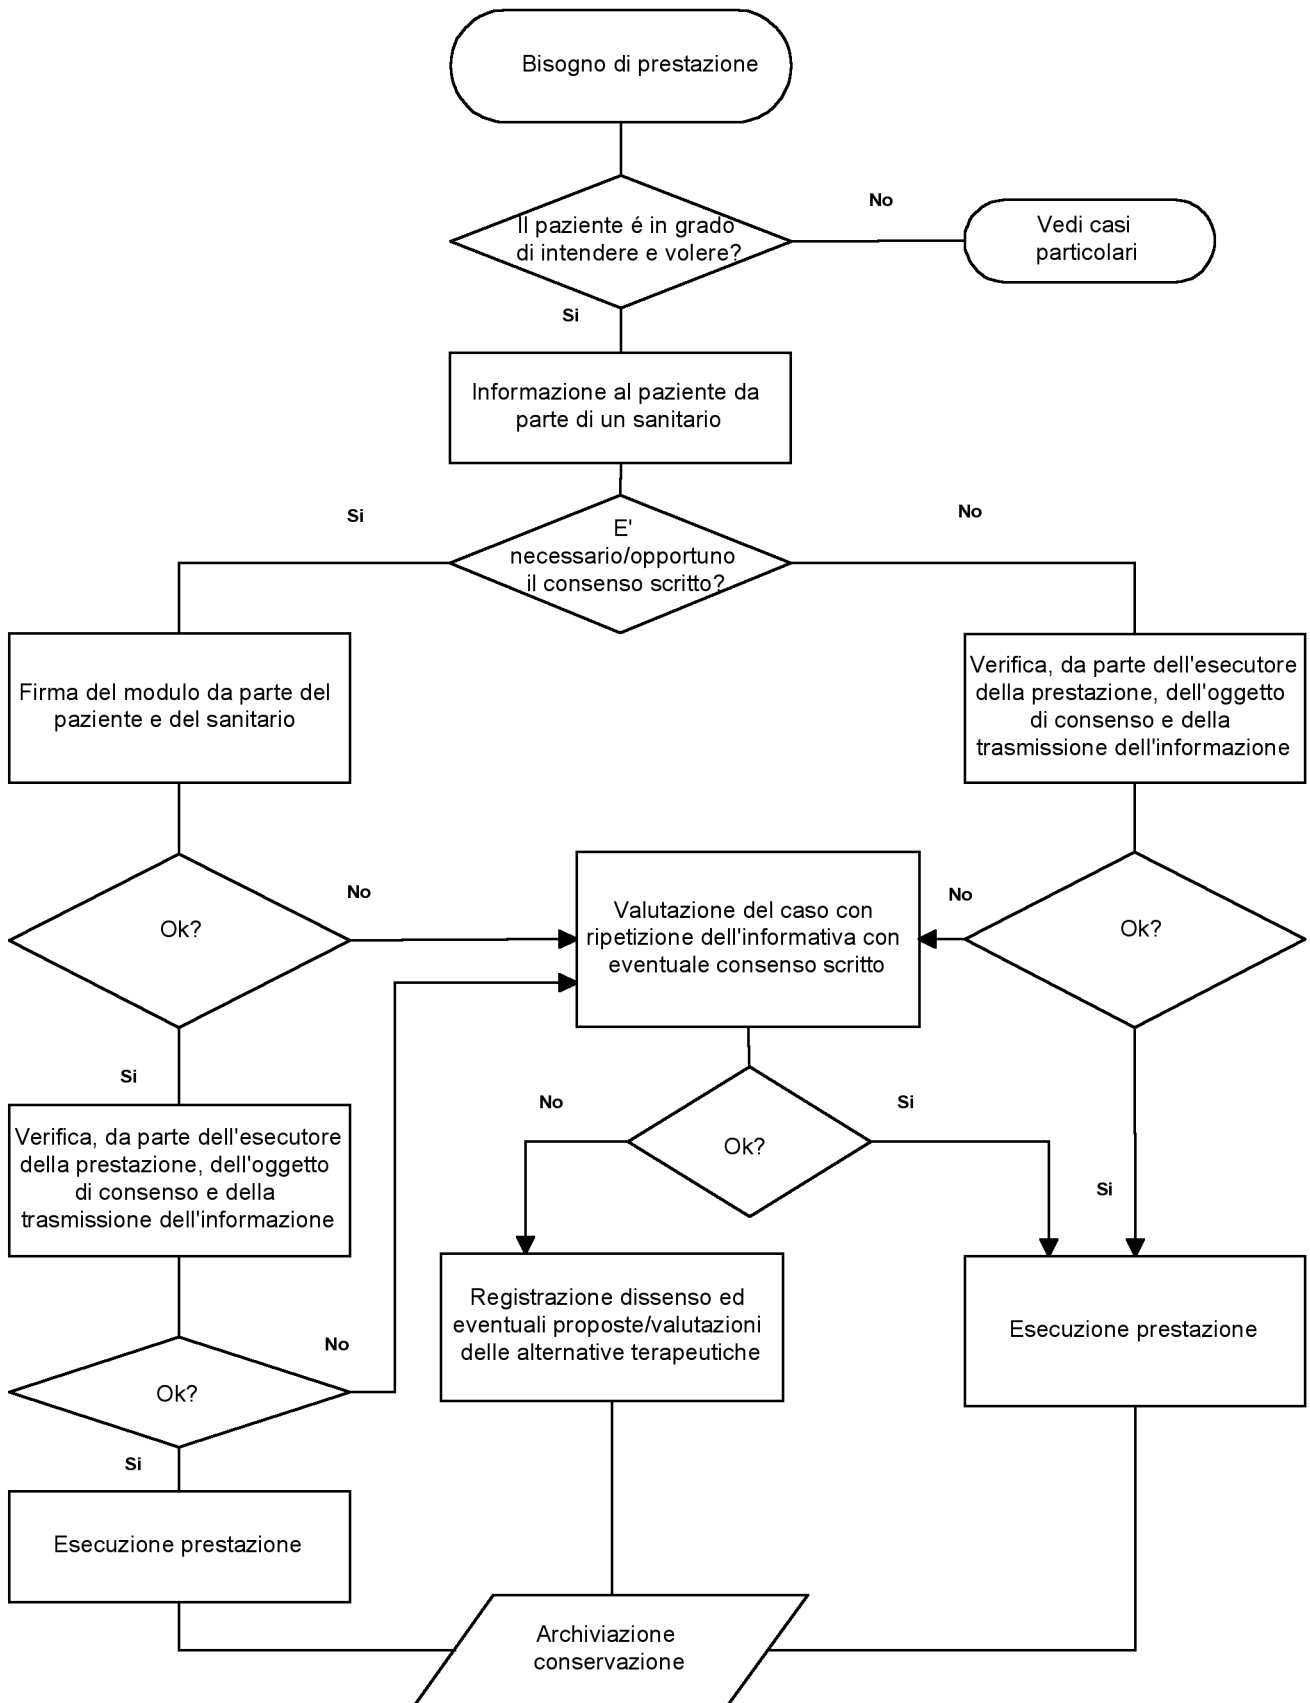 Bisogno di prestazione
No
Il paziente é in grado
di intendere e volere?
Vedi casi
particolari
Si
Informazione al paziente da
parte di un sanitario
Si
No
E'
necessario/opportuno
il consenso scritto?
Firma del modulo da parte del
paziente e del sanitario
Verifica, da parte dell'esecutore
della prestazione, dell'oggetto
di consenso e della
trasmissione dell'informazione
Ok?
No
Valutazione del caso con
ripetizione dell'informativa con
eventuale consenso scritto
No
Ok?
Si
Verifica, da parte dell'esecutore
della prestazione, dell'oggetto
di consenso e della
trasmissione dell'informazione
No
Ok?
Si
Si
Registrazione dissenso ed
eventuali proposte/valutazioni
delle alternative terapeutiche
Esecuzione prestazione
No
Ok?
Si
Esecuzione prestazione
Archiviazione
conservazione